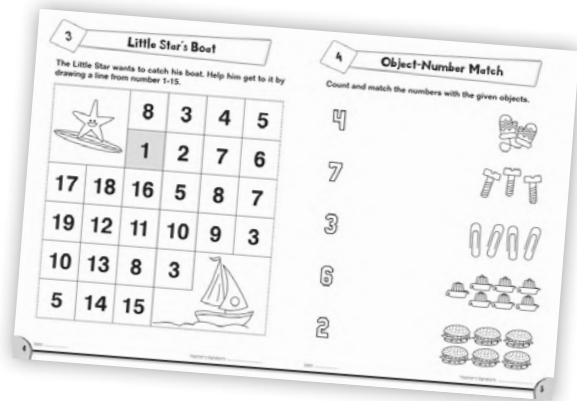 3
Little Star's Boat
The Little Star wants to catch his boat. Help him get to it by
drawing a line from number 1-15.
8 3 4 5
1 2 7 6
17 18 16 5 8 7
19 12 11 10 9 3
10 13 8 3
5 14 15
4
4
Object-Number Match
Count and match the numbers with the given objects.
4
7
3
6
2
5